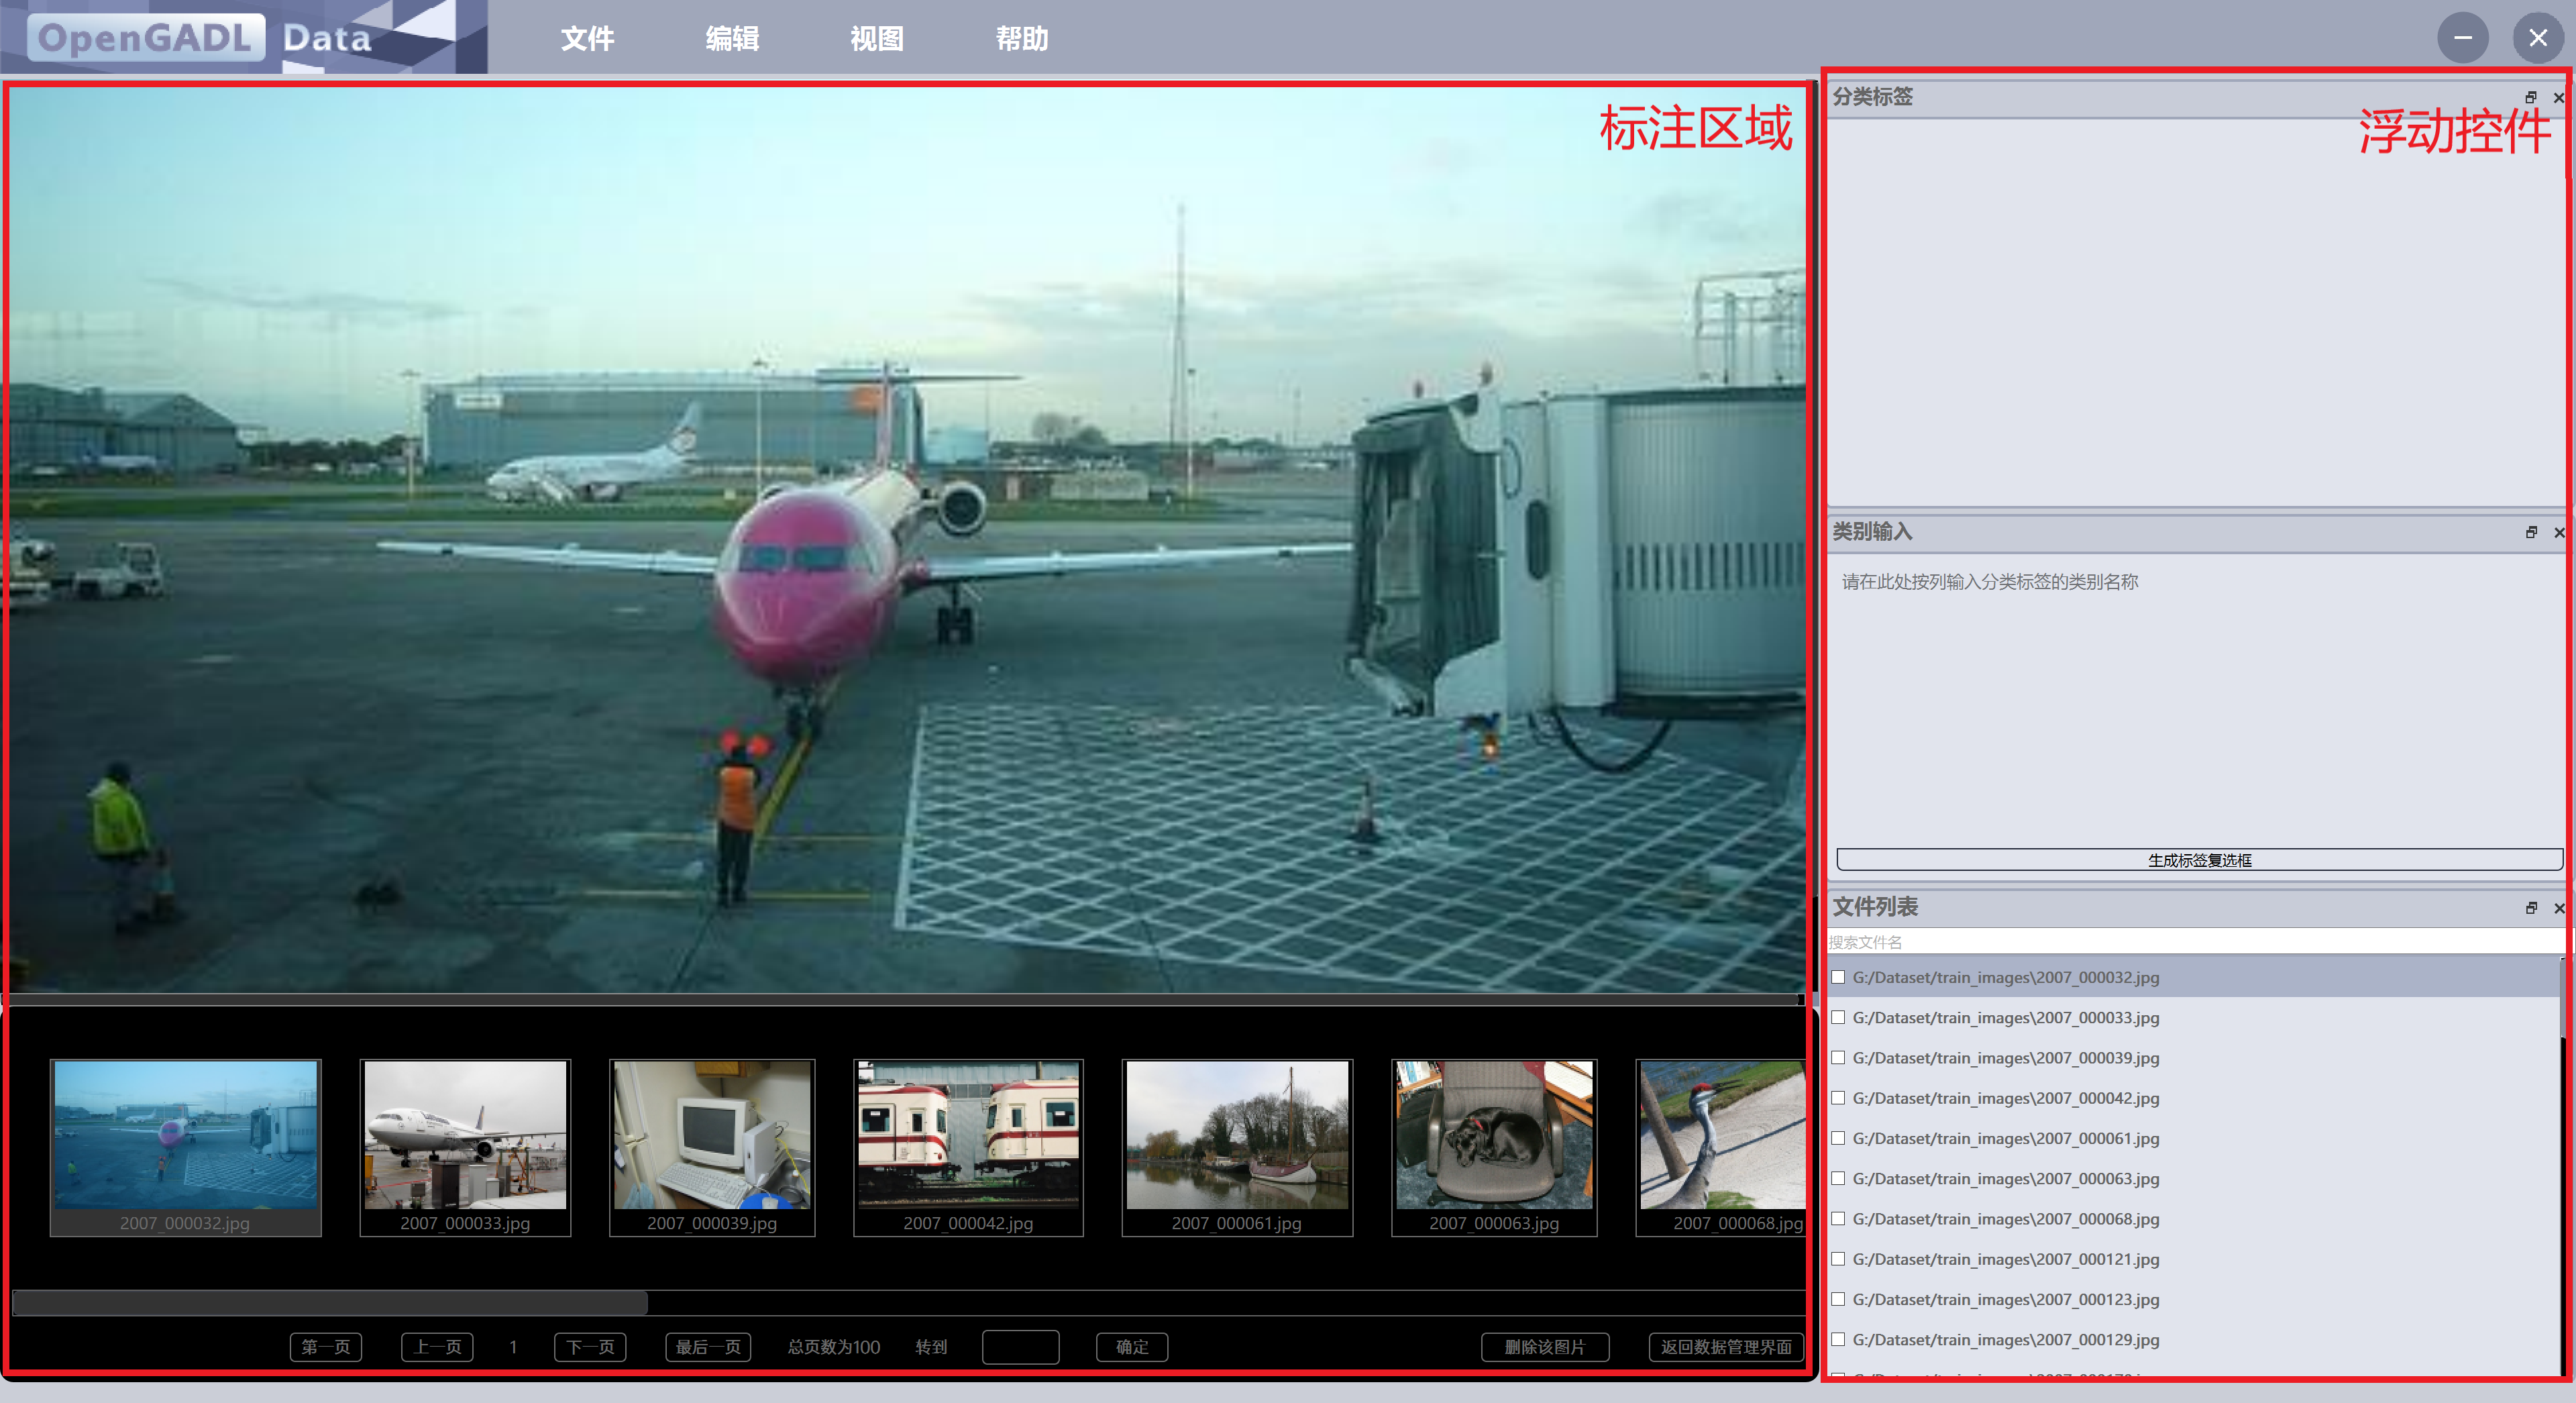 OpenGADL Data
文件 编辑 视图 帮助
标注区域
分类标签
浮动控件
类别输入
请在此处按列输入分类标签的类别名称
生成标签复选框
文件列表
搜索文件名
G:/Dataset/train_images\2007_000032.jpg
G:/Dataset/train_images\2007_000033.jpg
G:/Dataset/train_images\2007_000039.jpg
G:/Dataset/train_images\2007_000042.jpg
G:/Dataset/train_images\2007_000061.jpg
G:/Dataset/train_images\2007_000063.jpg
G:/Dataset/train_images\2007_000068.jpg
G:/Dataset/train_images\2007_000121.jpg
G:/Dataset/train_images\2007_000123.jpg
G:/Dataset/train_images\2007_000129.jpg
2007_000032.jpg 2007_000033.jpg 2007_000039.jpg 2007_000042.jpg 2007_000061.jpg 2007_000063.jpg 2007_000068.jpg
第一页 上一页 1 下一页 最后一页 总页数为100 转到 确定 删除该图片 返回数据管理界面